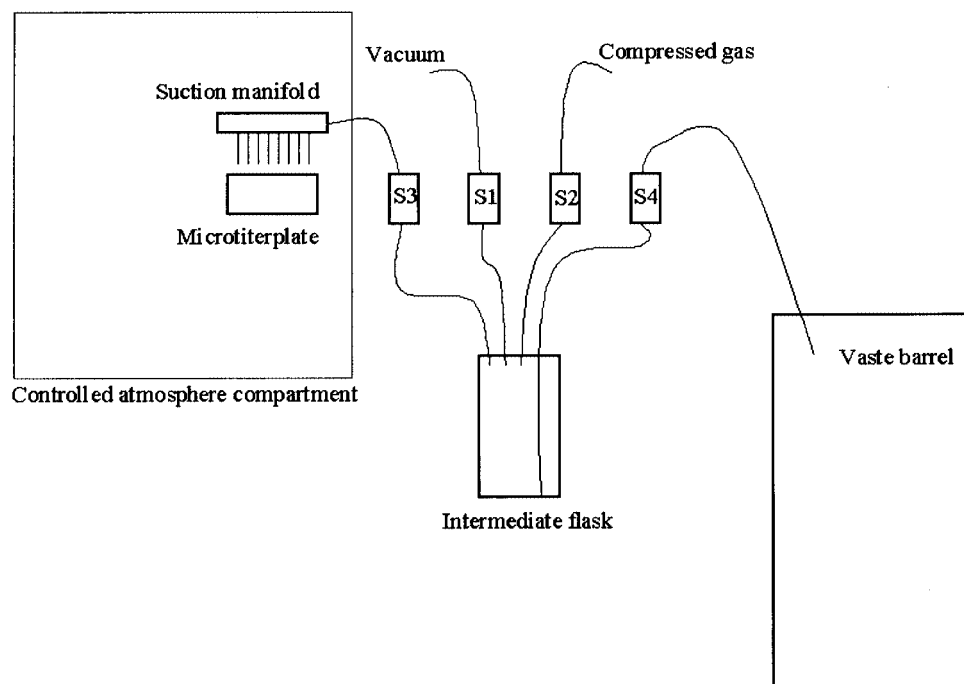 Vacuum
Compressed gas
Suction manifold
S3
S1
S2
S4
Microtiterplate
Vaste barrel
Controlled atmosphere compartment
Intermediate flask